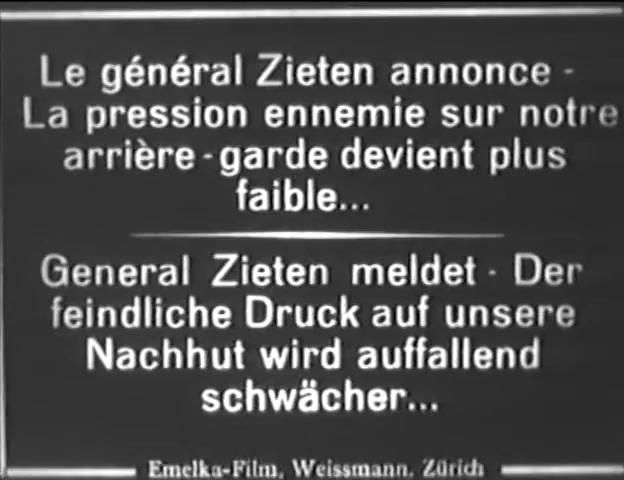 Le général Zieten annonce -
La pression ennemie sur notre
arrière-garde devient plus
faible...
General Zieten meldet - Der
feindliche Druck auf unsere
Nachhut wird auffallend
schwächer...
Emelka-Film, Weissmann, Zürich